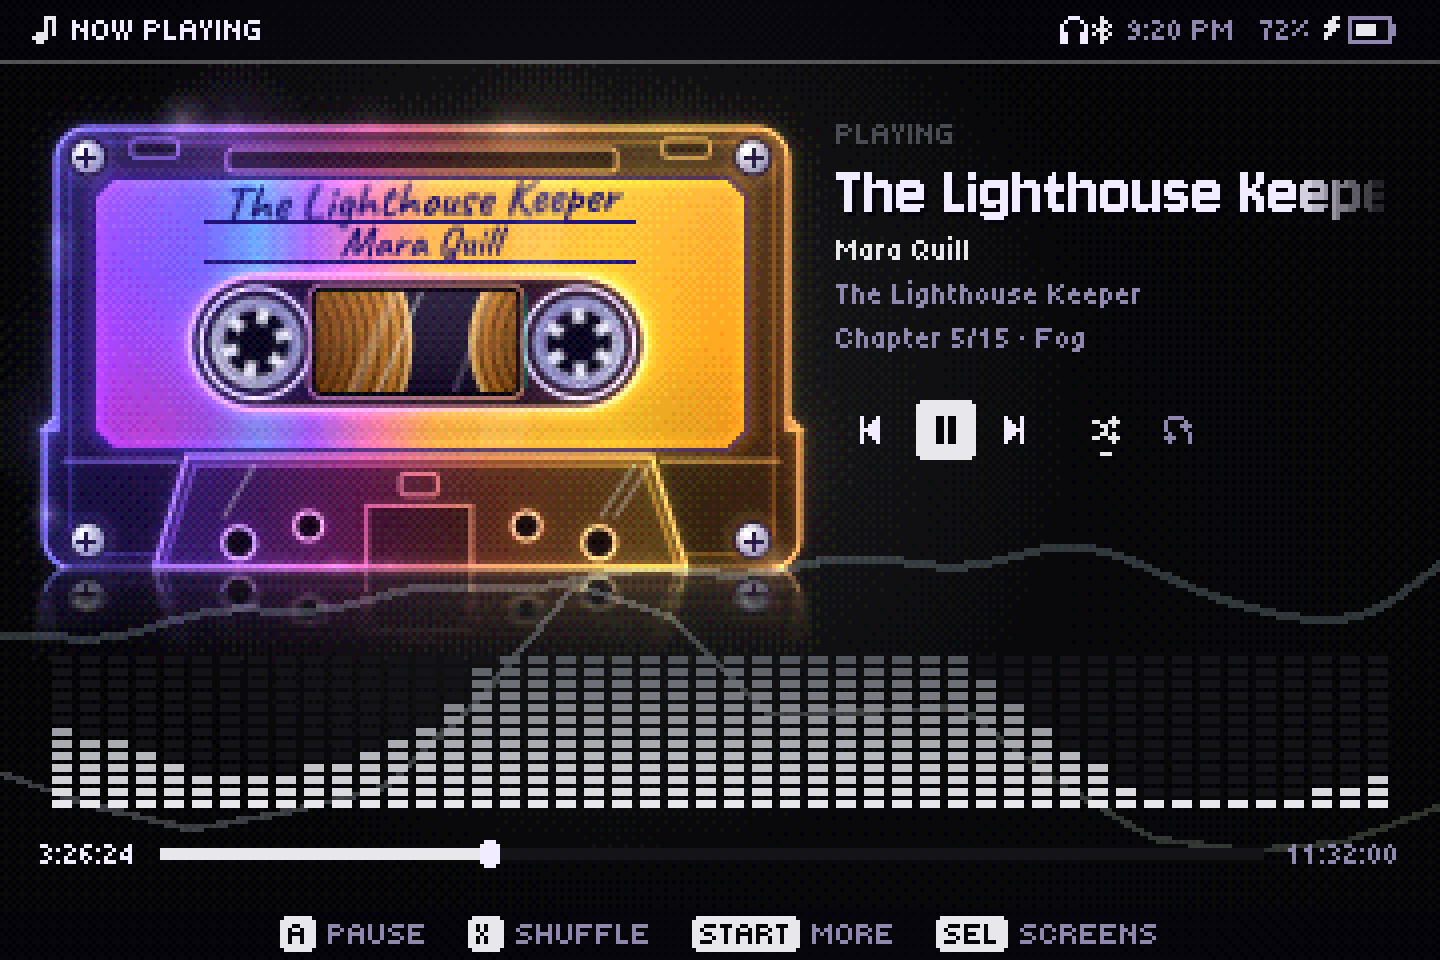 NOW PLAYING
9:20 PM 72%
The Lighthouse Keeper
Mara Quill
PLAYING
The Lighthouse Keepe
Mara Quill
The Lighthouse Keeper
Chapter 5/15 · Fog
3:26:24
11:32:00
A PAUSE X SHUFFLE START MORE SEL SCREENS